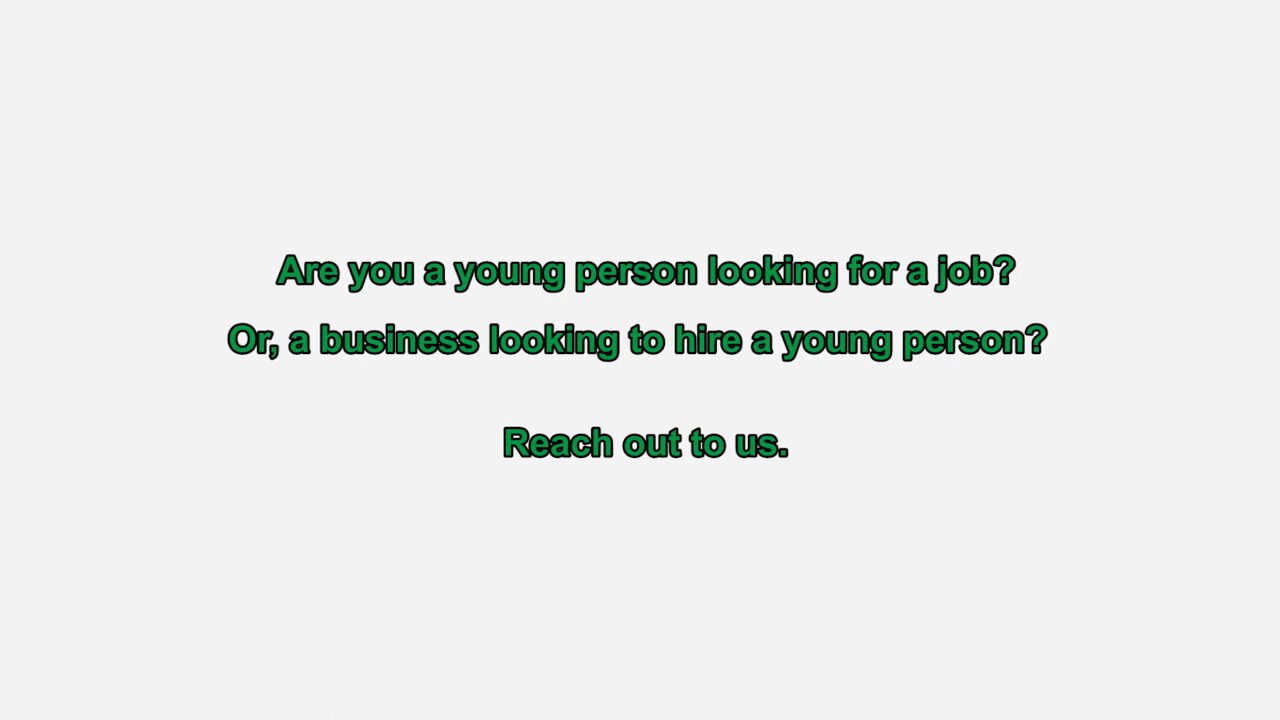 Are you a young person looking for a job?
Or, a business looking to hire a young person?
Reach out to us.